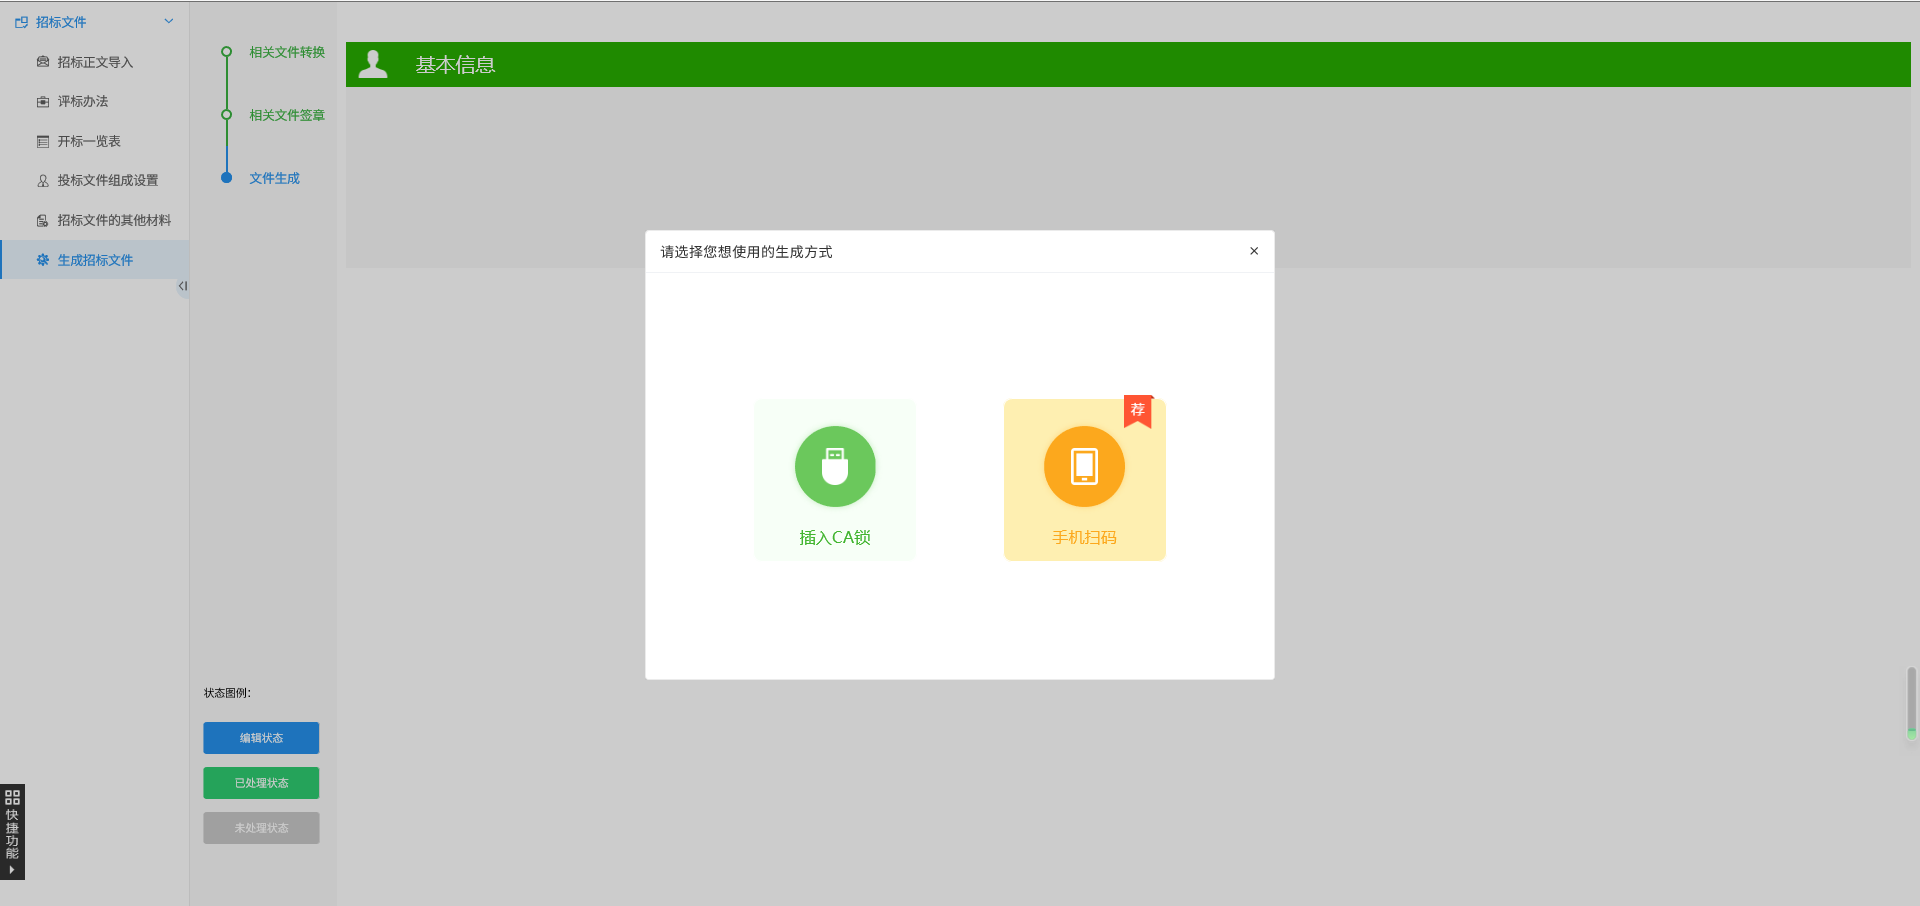 招标文件
招标正文导入
评标办法
开标一览表
投标文件组成设置
招标文件的其他材料
生成招标文件
相关文件转换
相关文件签章
文件生成
基本信息
请选择您想使用的生成方式
×
荐
插入CA锁
手机扫码
状态图例：
编辑状态
已处理状态
未处理状态
快捷功能